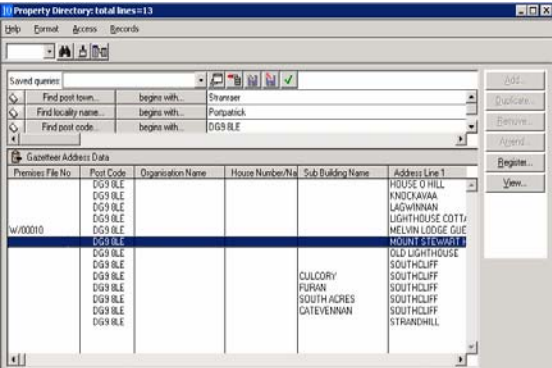 10 Property Directory: total lines=13
Help Format Access Records
Saved queries:
Find post town... begins with... Stranraer
Find locality name... begins with... Portpatrick
Find post code... begins with... DG9 8LE
Add...
Duplicate...
Remove...
Amend...
Register...
View...
Gazetteer Address Data
Premises File No Post Code Organisation Name House Number/Na Sub Building Name Address Line 1
DG9 8LE HOUSE O HILL
DG9 8LE KNOCKAVAA
DG9 8LE LAGWINNAN
DG9 8LE LIGHTHOUSE COTTA
W/00010 DG9 8LE MELVIN LODGE GUE
DG9 8LE MOUNT STEWART H
DG9 8LE OLD LIGHTHOUSE
DG9 8LE SOUTHCLIFF
DG9 8LE CULCORY SOUTHCLIFF
DG9 8LE FURAN SOUTHCLIFF
DG9 8LE SOUTH ACRES SOUTHCLIFF
DG9 8LE CATEVENNAN SOUTHCLIFF
DG9 8LE STRANDHILL